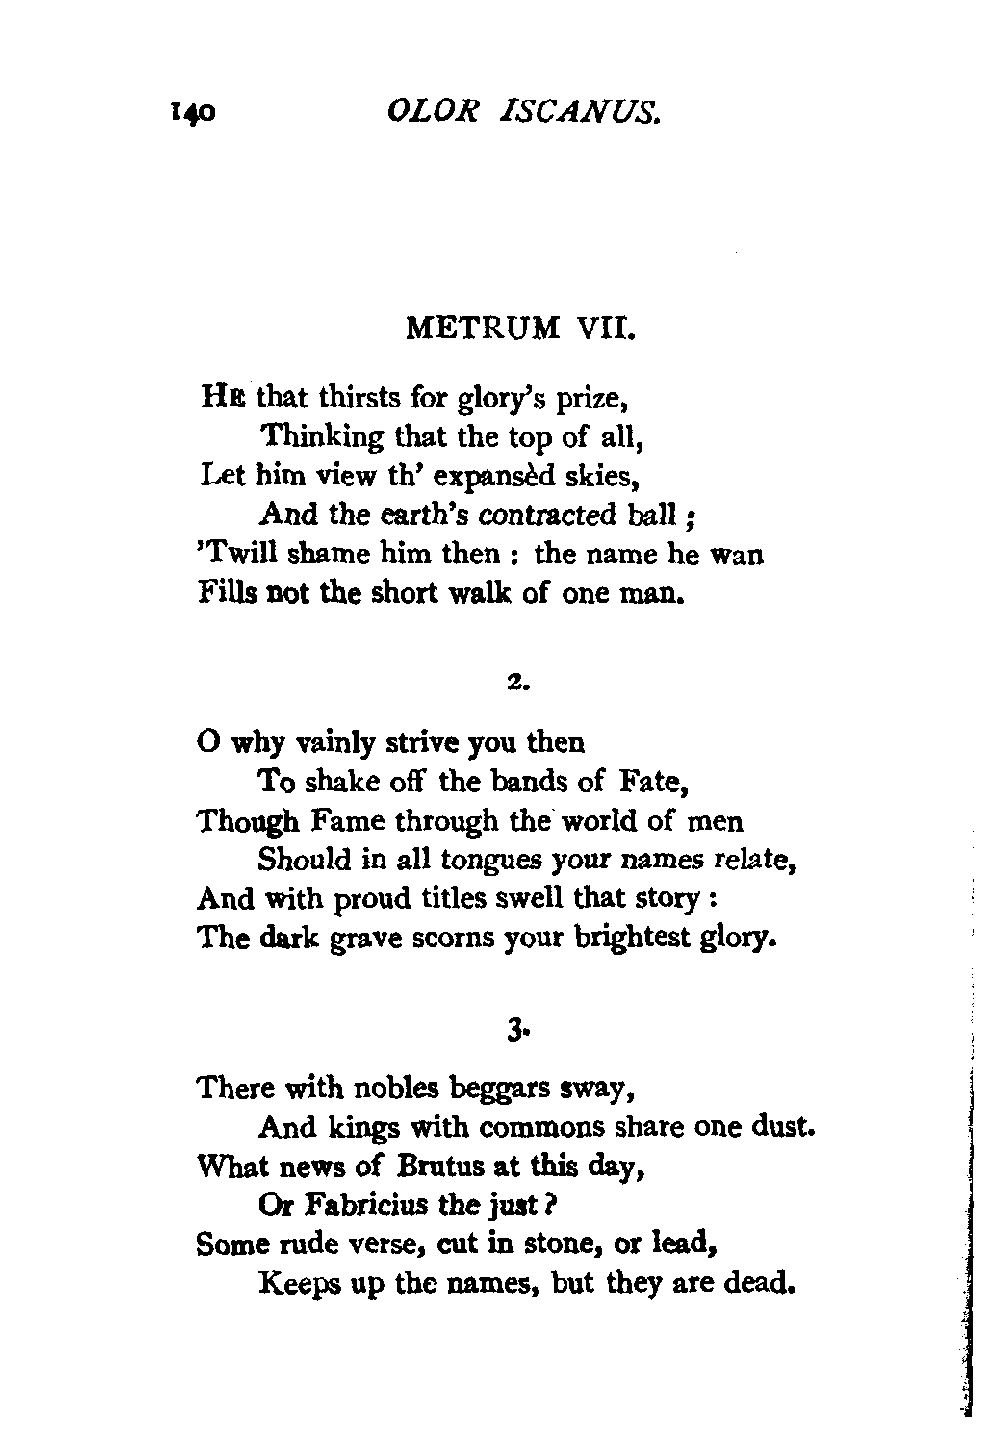 140 OLOR ISCANUS.
METRUM VII.
HE that thirsts for glory's prize,
Thinking that the top of all,
Let him view th' expansèd skies,
And the earth's contracted ball ;
'Twill shame him then : the name he wan
Fills not the short walk of one man.
2.
O why vainly strive you then
To shake off the bands of Fate,
Though Fame through the world of men
Should in all tongues your names relate,
And with proud titles swell that story :
The dark grave scorns your brightest glory.
3.
There with nobles beggars sway,
And kings with commons share one dust.
What news of Brutus at this day,
Or Fabricius the just ?
Some rude verse, cut in stone, or lead,
Keeps up the names, but they are dead.